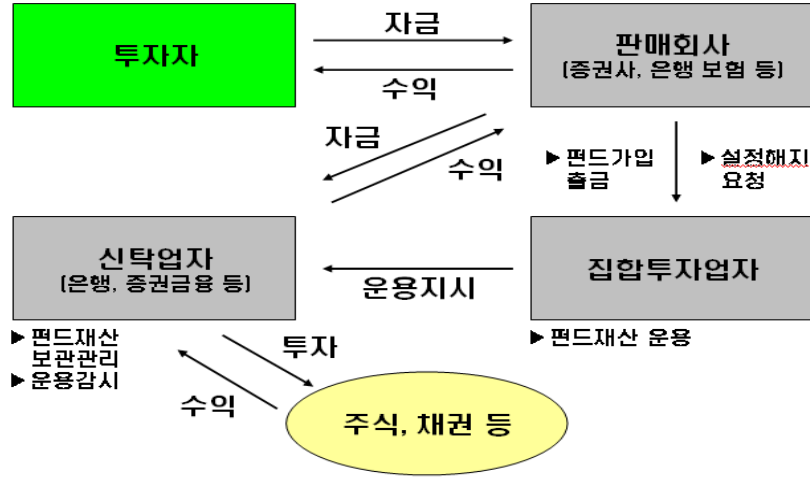 투자자
자금
수익
판매회사
(증권사, 은행 보험 등)
자금
수익
▶ 펀드가입
출금
▶ 설정해지
요청
신탁업자
(은행, 증권금융 등)
운용지시
집합투자업자
▶ 펀드재산
보관관리
▶ 운용감시
투자
수익
▶ 펀드재산 운용
주식, 채권 등